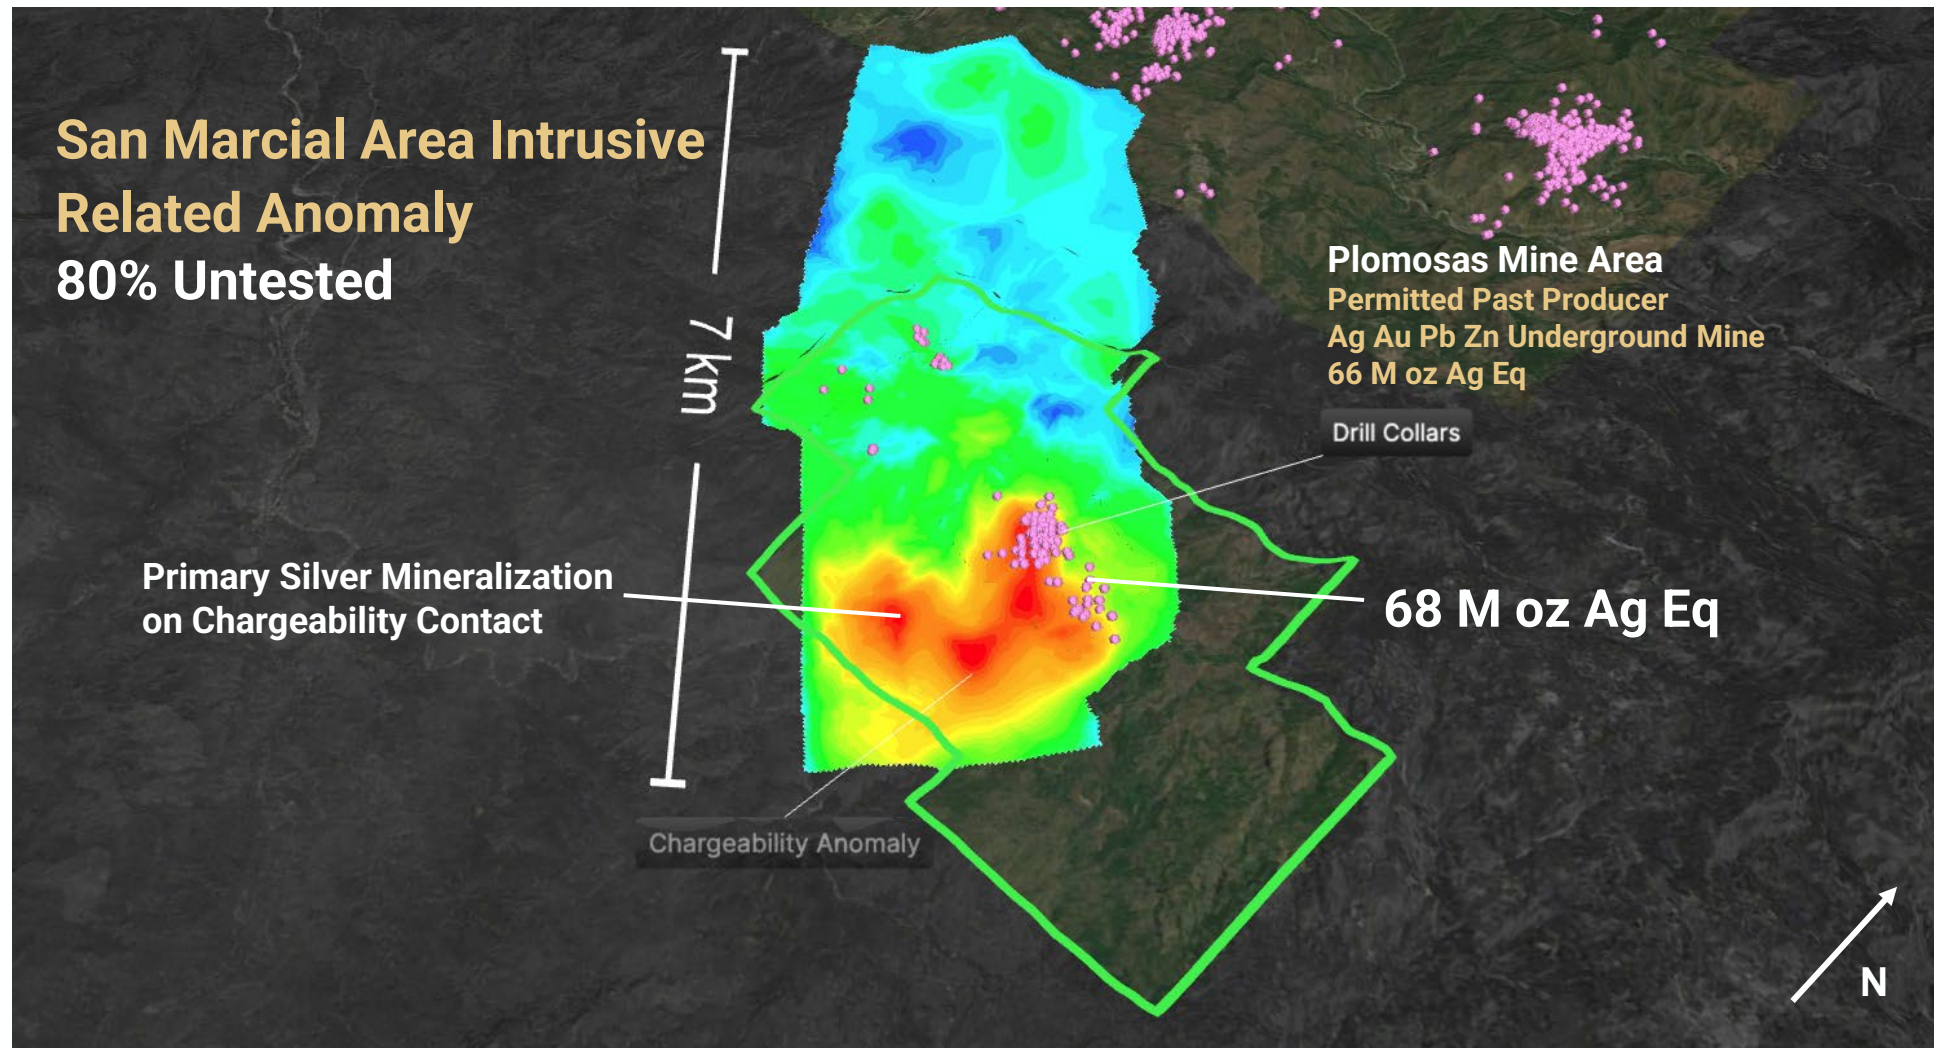 San Marcial Area Intrusive
Related Anomaly
80% Untested
7 km
Plomosas Mine Area
Permitted Past Producer
Ag Au Pb Zn Underground Mine
66 M oz Ag Eq
Drill Collars
Primary Silver Mineralization
on Chargeability Contact
68 M oz Ag Eq
Chargeability Anomaly
N